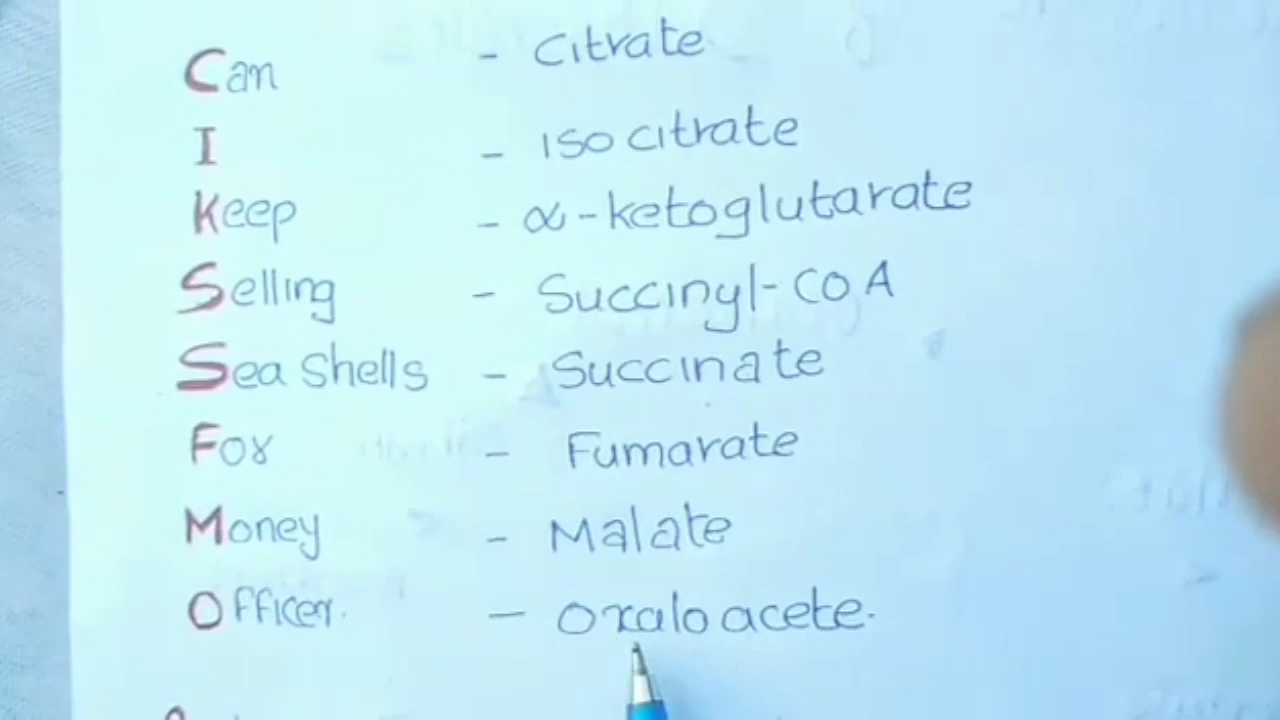 Can - Citrate
I - isocitrate
Keep - α-ketoglutarate
Selling - Succinyl-CoA
Sea Shells - Succinate
For - Fumarate
Money - Malate
Officer. - Oxaloacete.